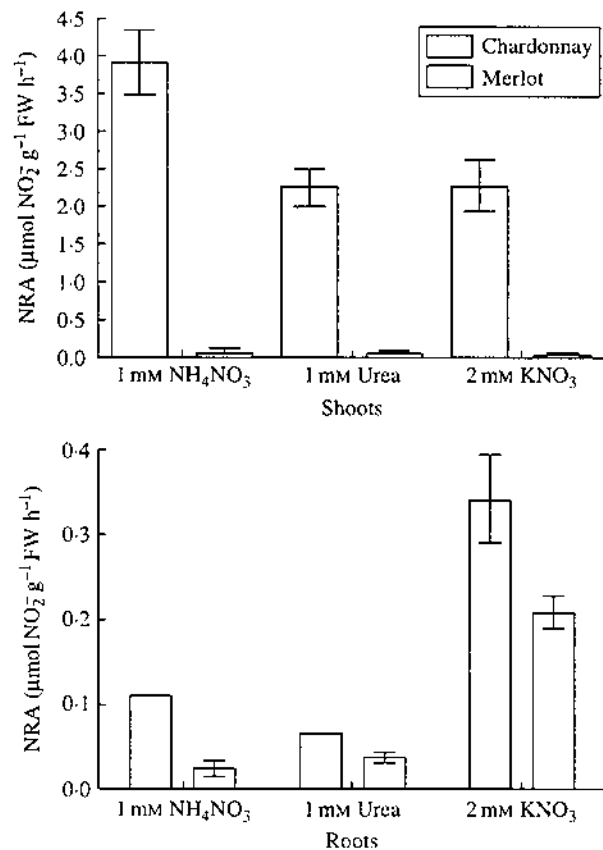 NRA (µmol NO₂⁻ g⁻¹ FW h⁻¹)
4·5
4·0
3·5
3·0
2·5
2·0
1·5
1·0
0·5
0·0
Chardonnay
Merlot
1 mM NH₄NO₃
1 mM Urea
2 mM KNO₃
Shoots
NRA (µmol NO₂⁻ g⁻¹ FW h⁻¹)
0·4
0·3
0·2
0·1
0·0
1 mM NH₄NO₃
1 mM Urea
2 mM KNO₃
Roots